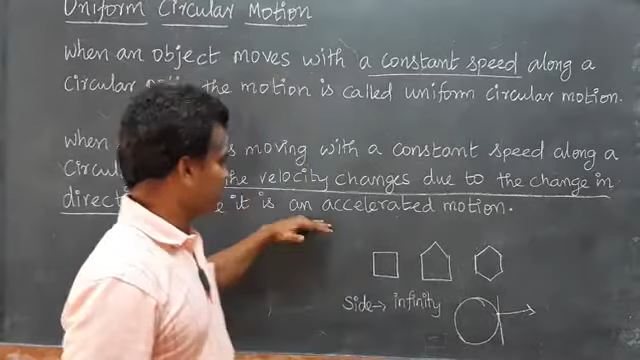 Uniform Circular Motion
When an object moves with a constant speed along a
circular the motion is called uniform circular motion.
When moving with a constant speed along a
the velocity changes due to the change in
it is an accelerated motion.
Side → infinity